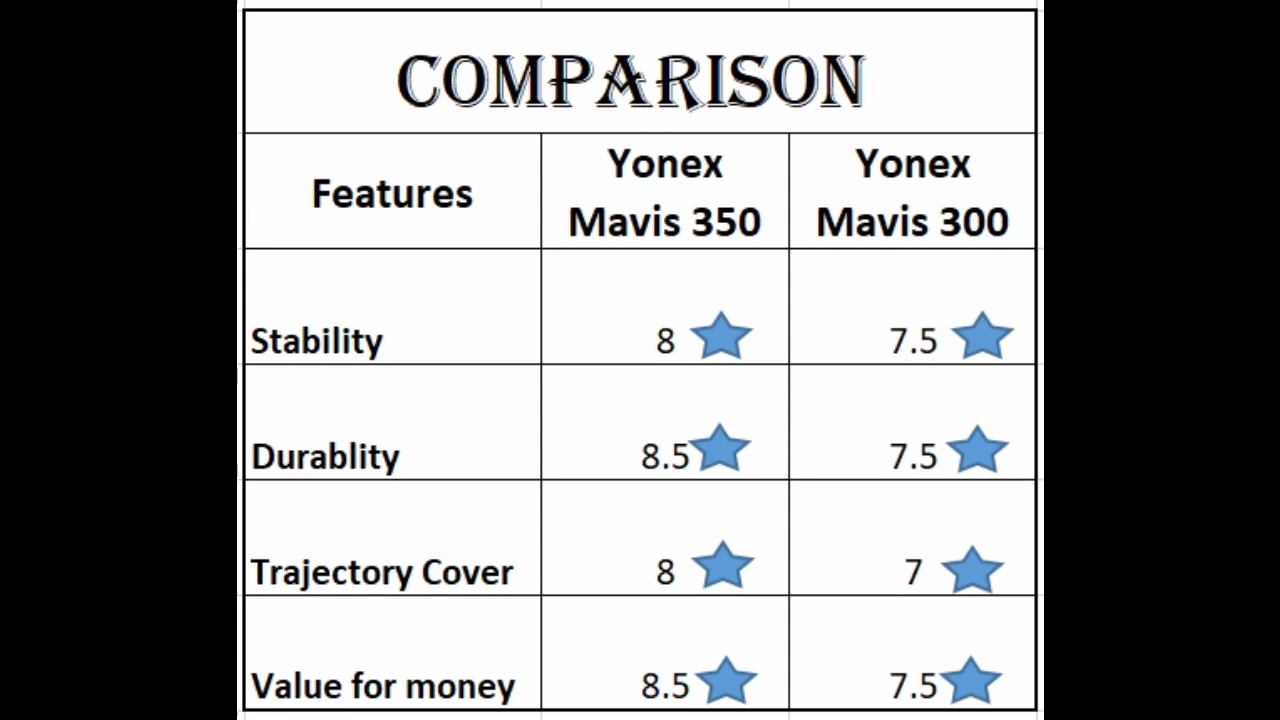 COMPARISON
Features
Yonex
Mavis 350
Yonex
Mavis 300
Stability 8 7.5
Durablity 8.5 7.5
Trajectory Cover 8 7
Value for money 8.5 7.5